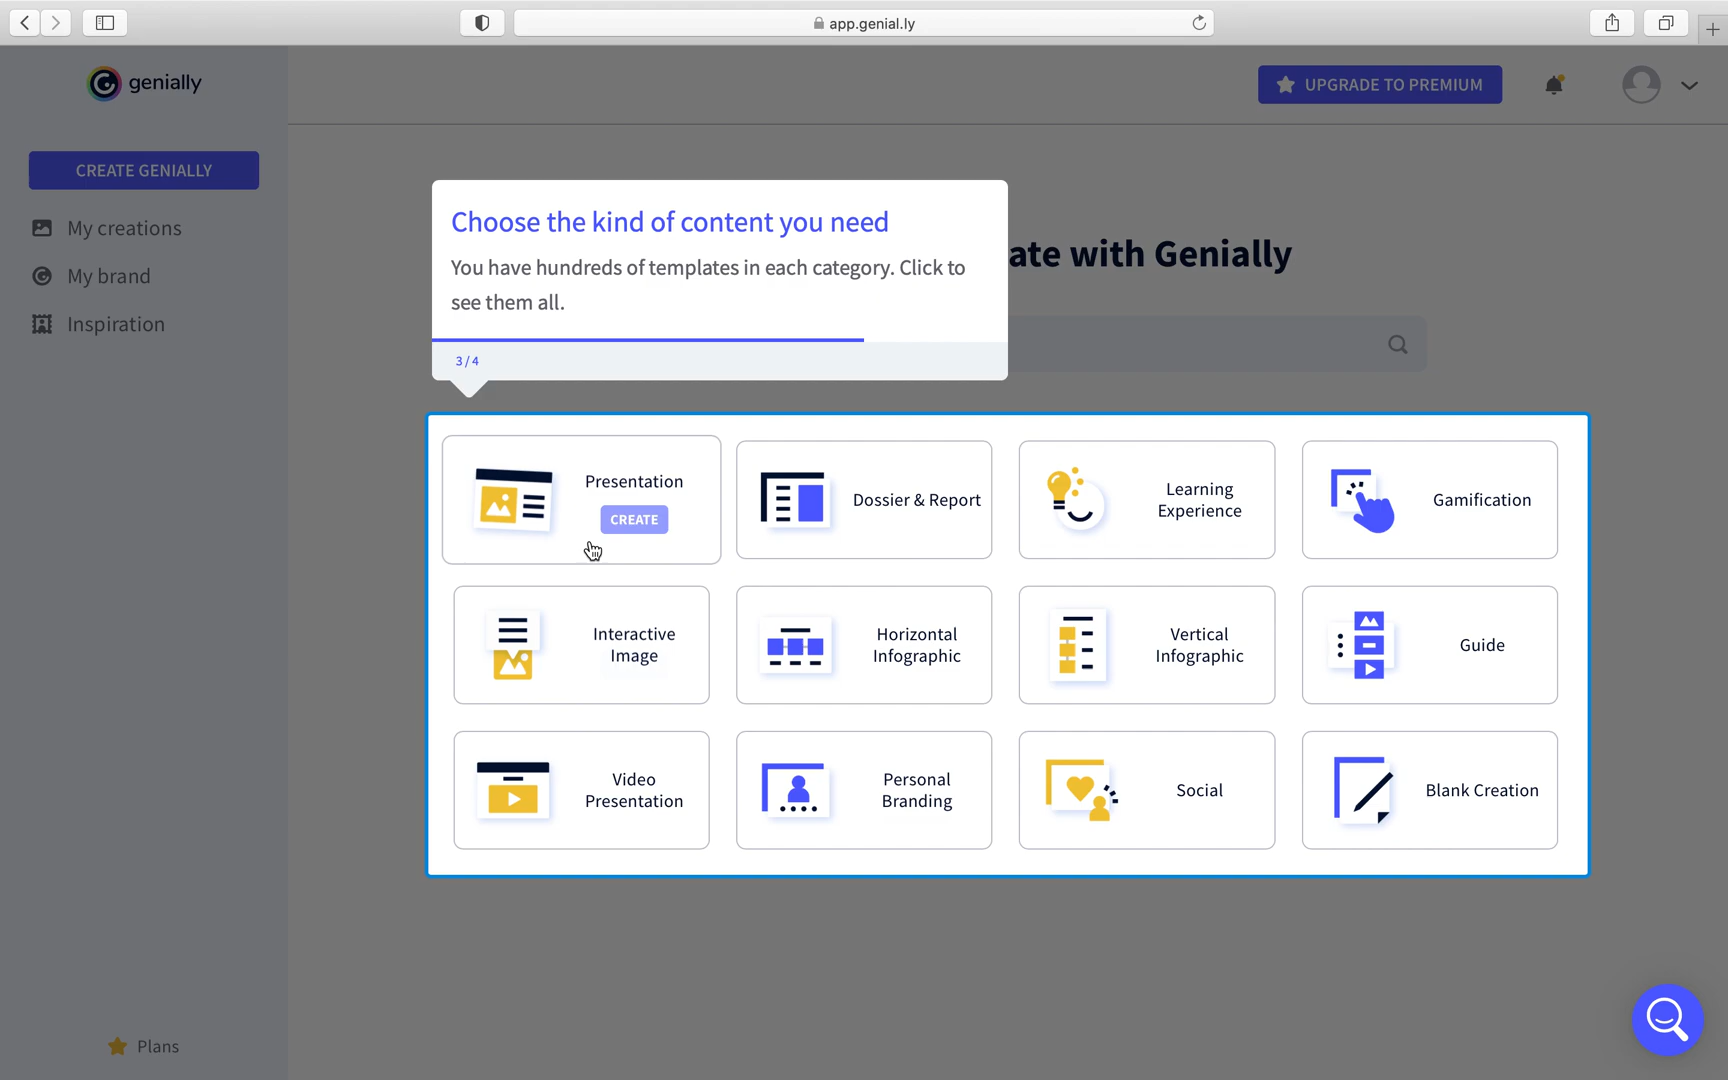 app.genial.ly
genially
UPGRADE TO PREMIUM
CREATE GENIALLY
My creations
My brand
Inspiration
Choose the kind of content you need
You have hundreds of templates in each category. Click to
see them all.
3/4
ate with Genially
Presentation
CREATE
Dossier & Report
Learning
Experience
Gamification
Interactive
Image
Horizontal
Infographic
Vertical
Infographic
Guide
Video
Presentation
Personal
Branding
Social
Blank Creation
Plans